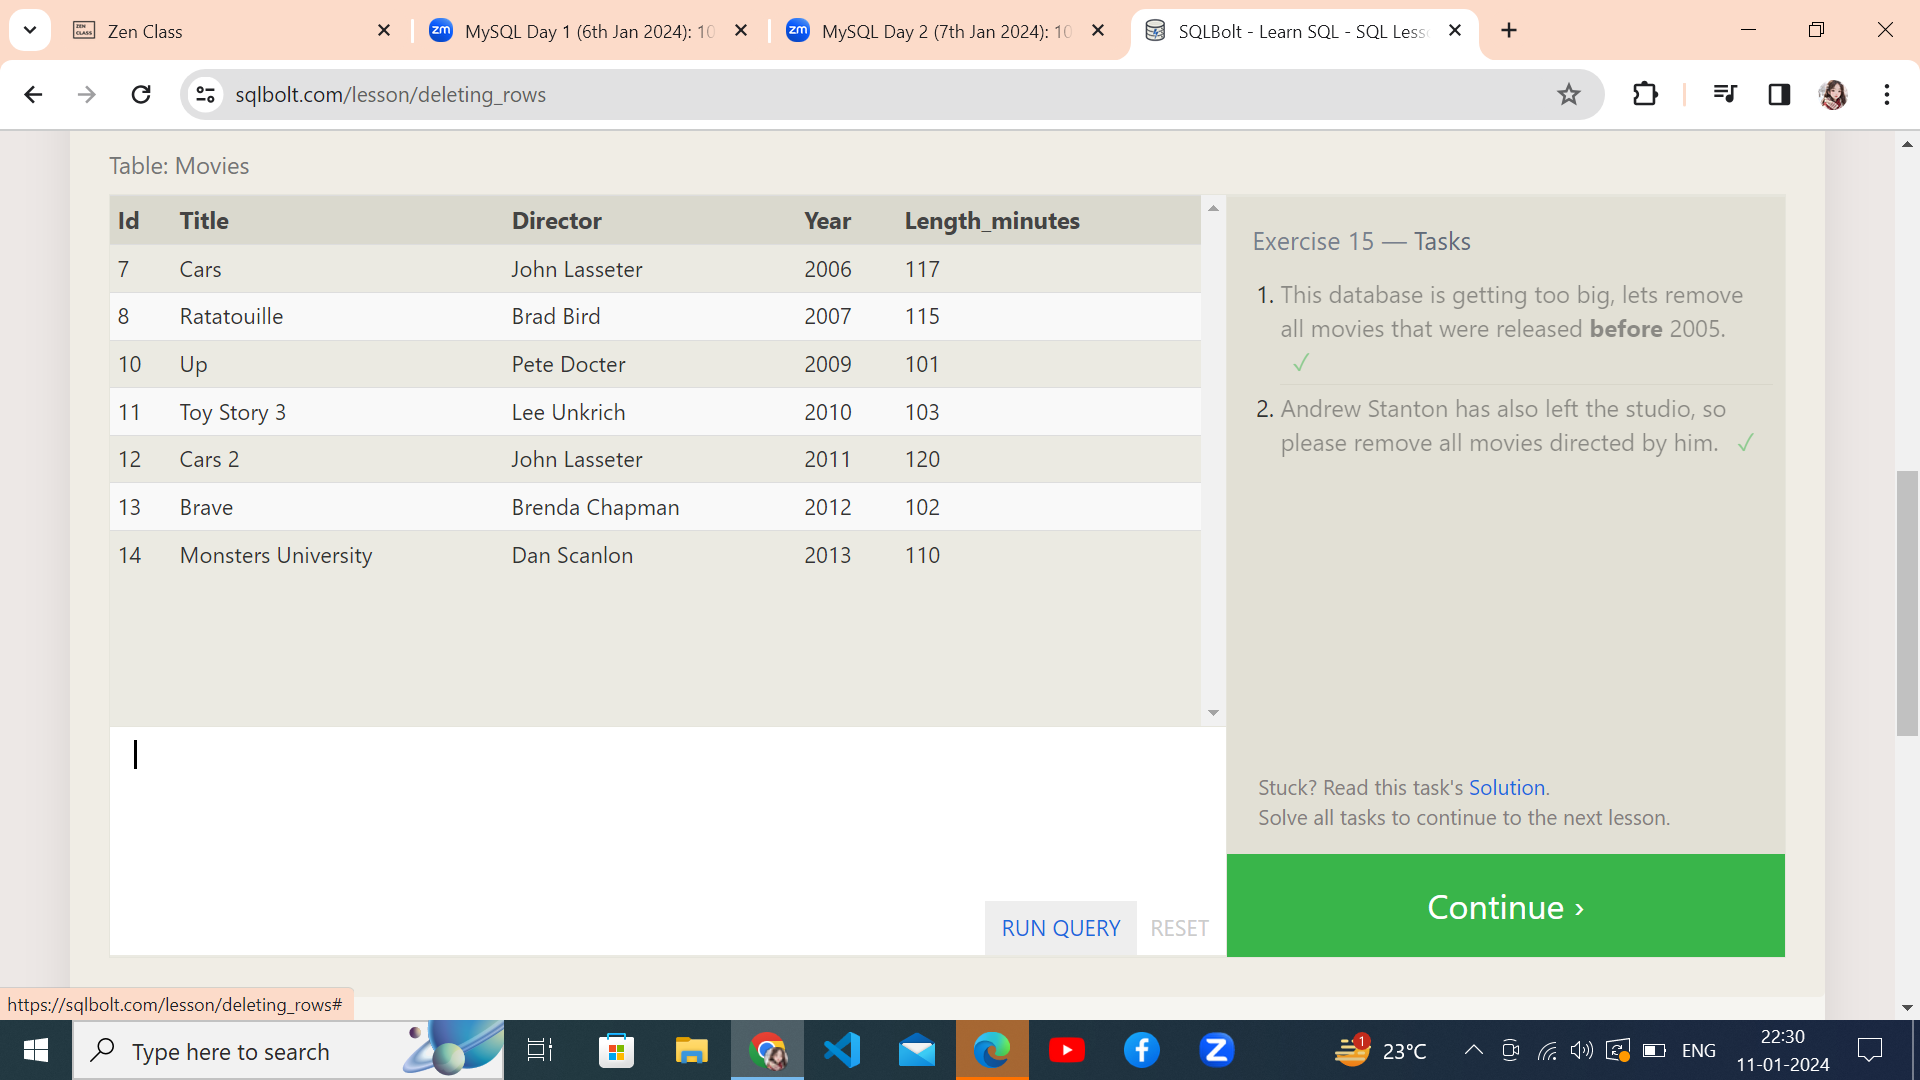 Zen Class
MySQL Day 1 (6th Jan 2024): 10
MySQL Day 2 (7th Jan 2024): 10
SQLBolt - Learn SQL - SQL Less
sqlbolt.com/lesson/deleting_rows
Table: Movies
Id Title Director Year Length_minutes
7 Cars John Lasseter 2006 117
8 Ratatouille Brad Bird 2007 115
10 Up Pete Docter 2009 101
11 Toy Story 3 Lee Unkrich 2010 103
12 Cars 2 John Lasseter 2011 120
13 Brave Brenda Chapman 2012 102
14 Monsters University Dan Scanlon 2013 110
RUN QUERY RESET
Exercise 15 — Tasks
1. This database is getting too big, lets remove
all movies that were released before 2005.
✓
2. Andrew Stanton has also left the studio, so
please remove all movies directed by him. ✓
Stuck? Read this task's Solution.
Solve all tasks to continue to the next lesson.
Continue ›
https://sqlbolt.com/lesson/deleting_rows#
Type here to search
1
23°C
ENG
22:30
11-01-2024